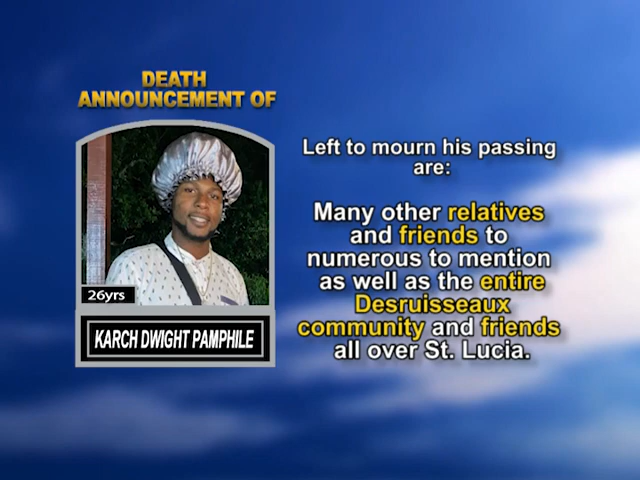 DEATH
ANNOUNCEMENT OF
26yrs
KARCH DWIGHT PAMPHILE
Left to mourn his passing
are:
Many other relatives
and friends to
numerous to mention
as well as the entire
Desruisseaux
community and friends
all over St. Lucia.